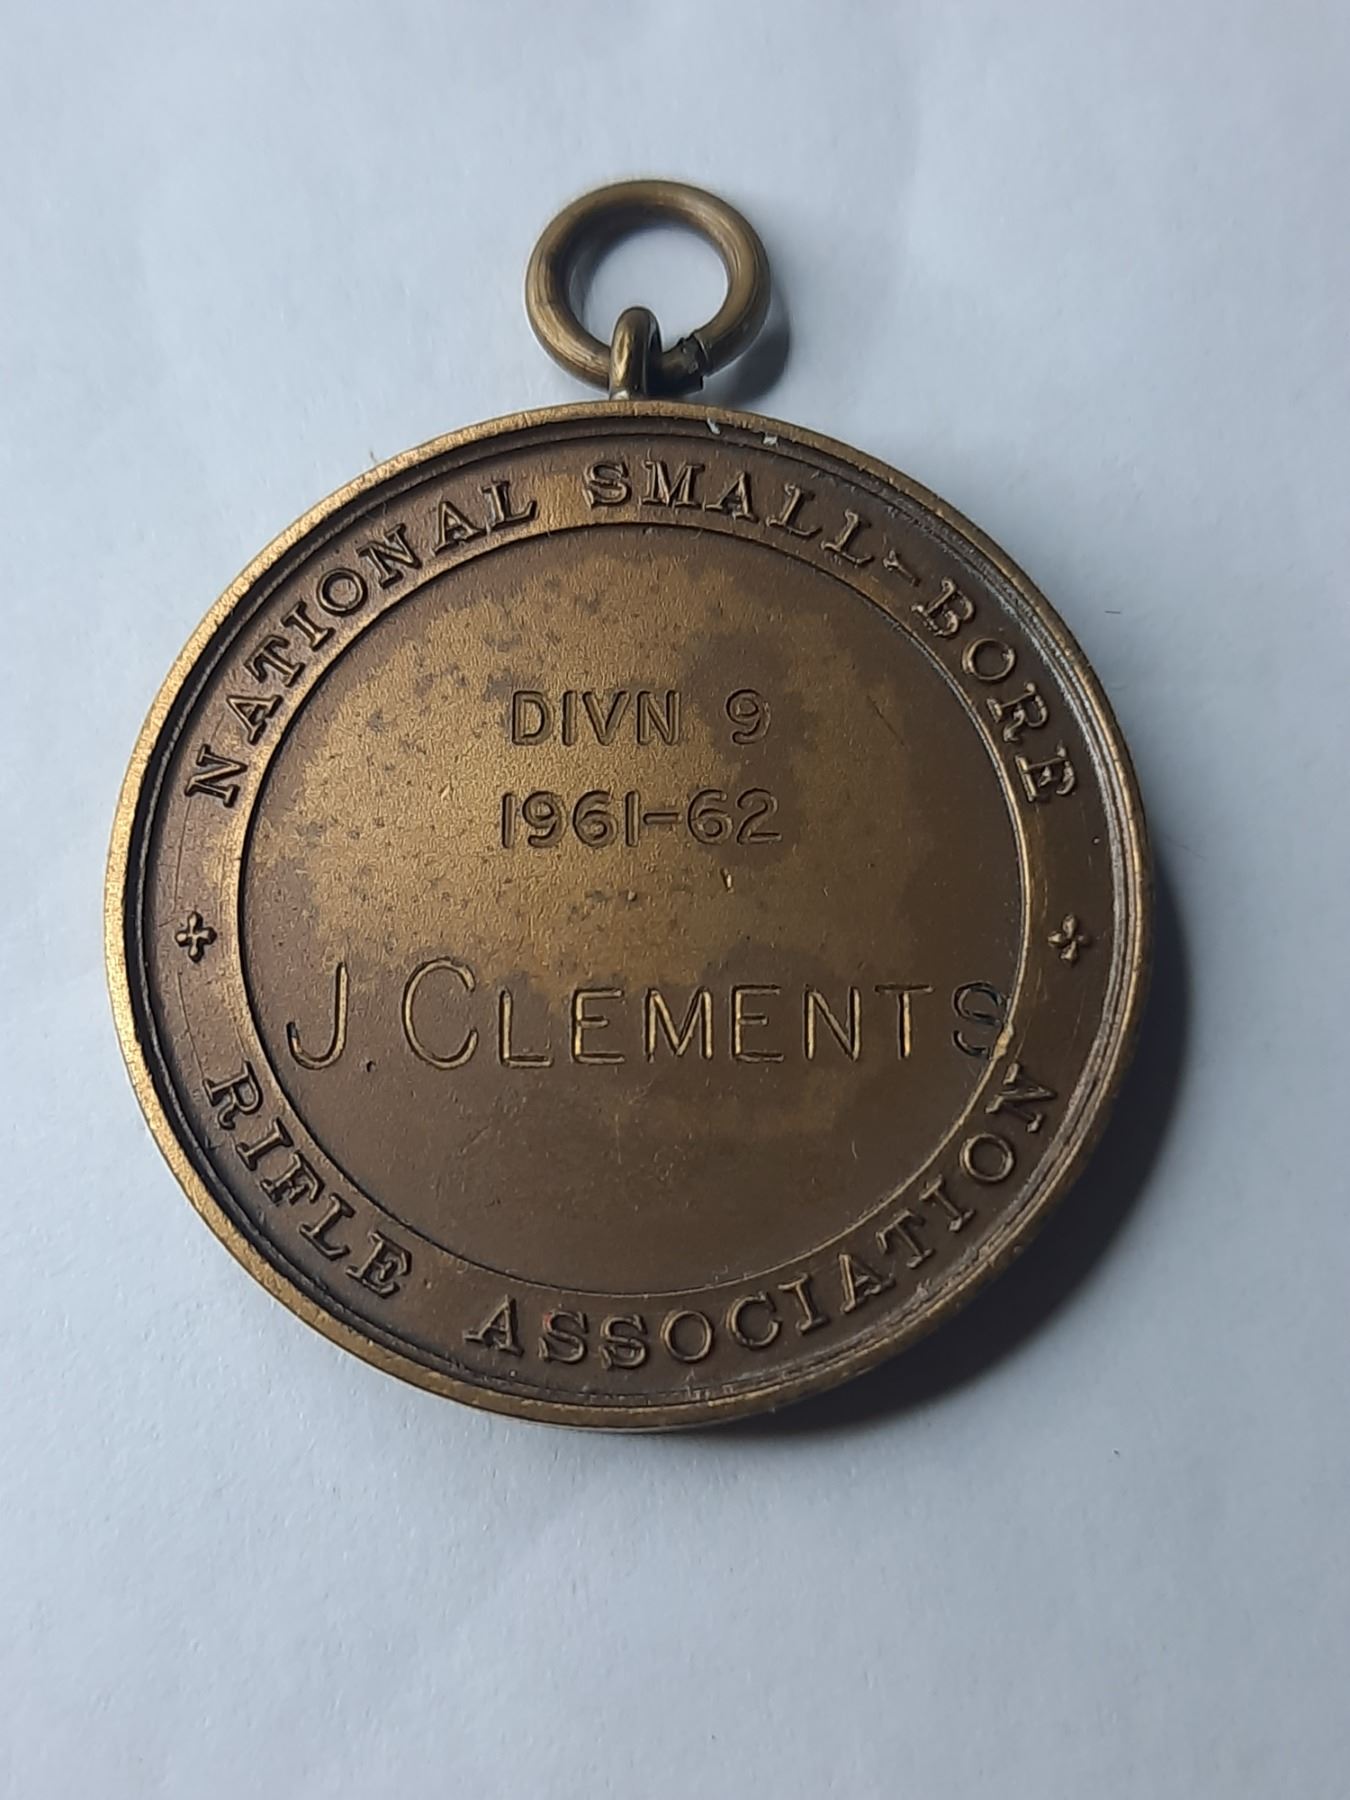 NATIONAL SMALL-BORE
DIVN 9
1961-62
J. CLEMENTS
RIFLE ASSOCIATION